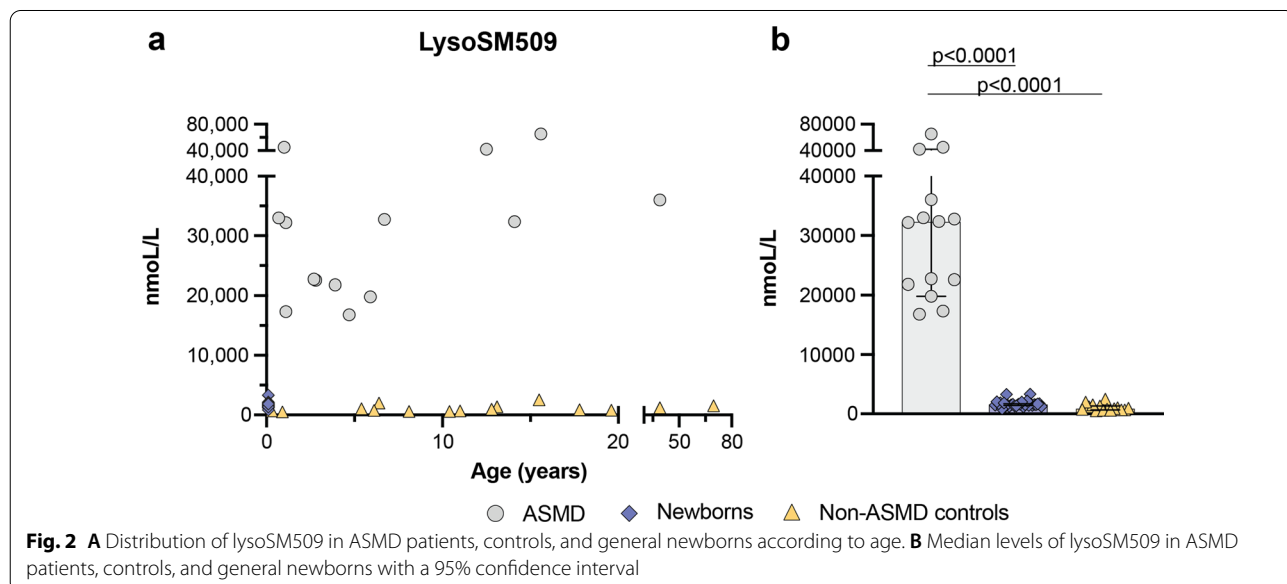 a
LysoSM509
b
p<0.0001
p<0.0001
80,000
40,000
40,000
30,000
20,000
10,000
0
nmoL/L
0 10 20 50 80
Age (years)
80000
40000
40000
30000
20000
10000
0
nmoL/L
ASMD Newborns Non-ASMD controls
Fig. 2 A Distribution of lysoSM509 in ASMD patients, controls, and general newborns according to age. B Median levels of lysoSM509 in ASMD
patients, controls, and general newborns with a 95% confidence interval